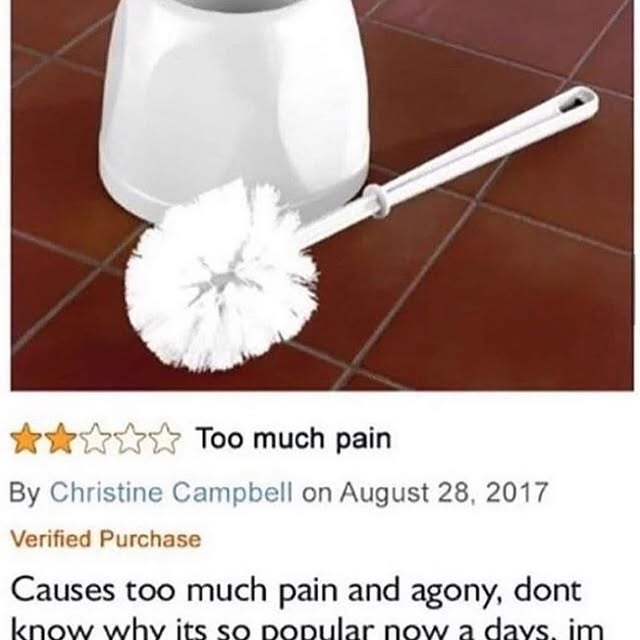 Too much pain
By Christine Campbell on August 28, 2017
Verified Purchase
Causes too much pain and agony, dont
know why its so popular now a days, im